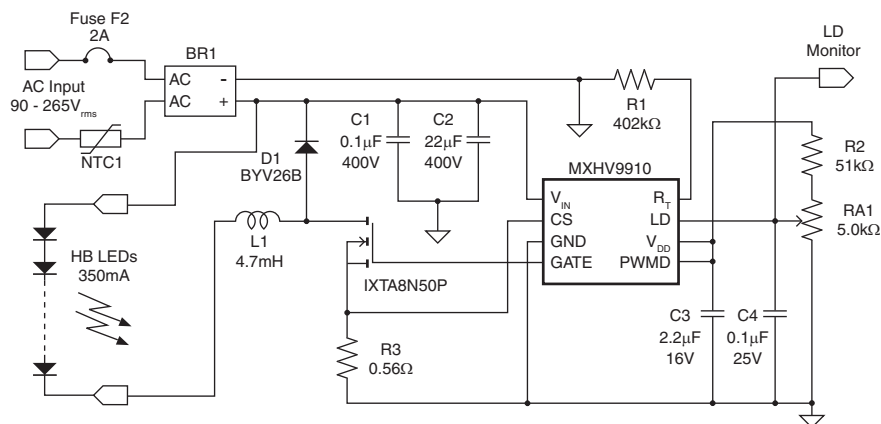 Fuse F2
2A
BR1
LD
Monitor
AC -
AC +
AC Input
90 - 265Vrms
NTC1
R1
402kΩ
C1
0.1μF
400V
C2
22μF
400V
D1
BYV26B
MXHV9910
R2
51kΩ
RA1
5.0kΩ
VIN
CS
GND
GATE
RT
LD
VDD
PWMD
L1
4.7mH
HB LEDs
350mA
IXTA8N50P
R3
0.56Ω
C3
2.2μF
16V
C4
0.1μF
25V